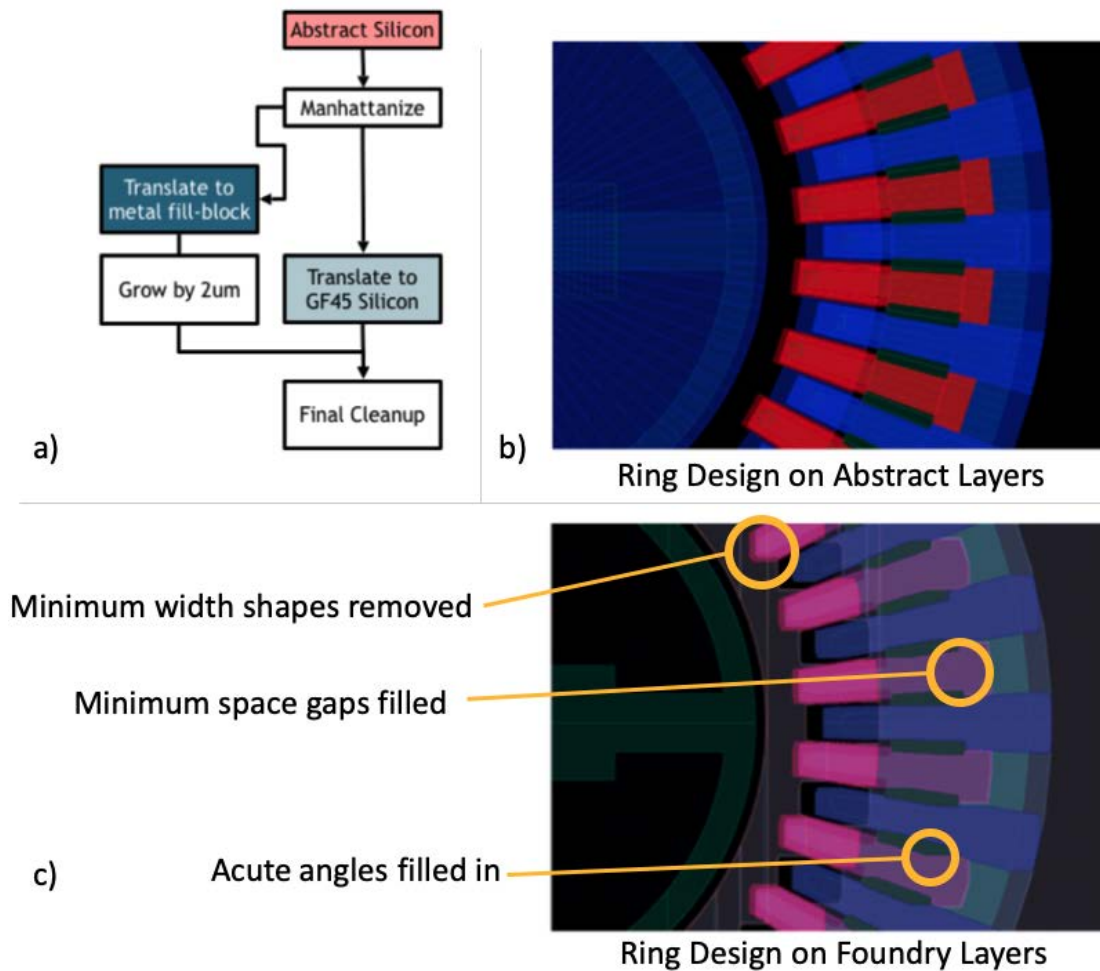 Abstract Silicon
Manhattanize
Translate to
metal fill-block
Grow by 2um
Translate to
GF45 Silicon
Final Cleanup
a)
b)
Ring Design on Abstract Layers
Minimum width shapes removed
Minimum space gaps filled
Acute angles filled in
c)
Ring Design on Foundry Layers